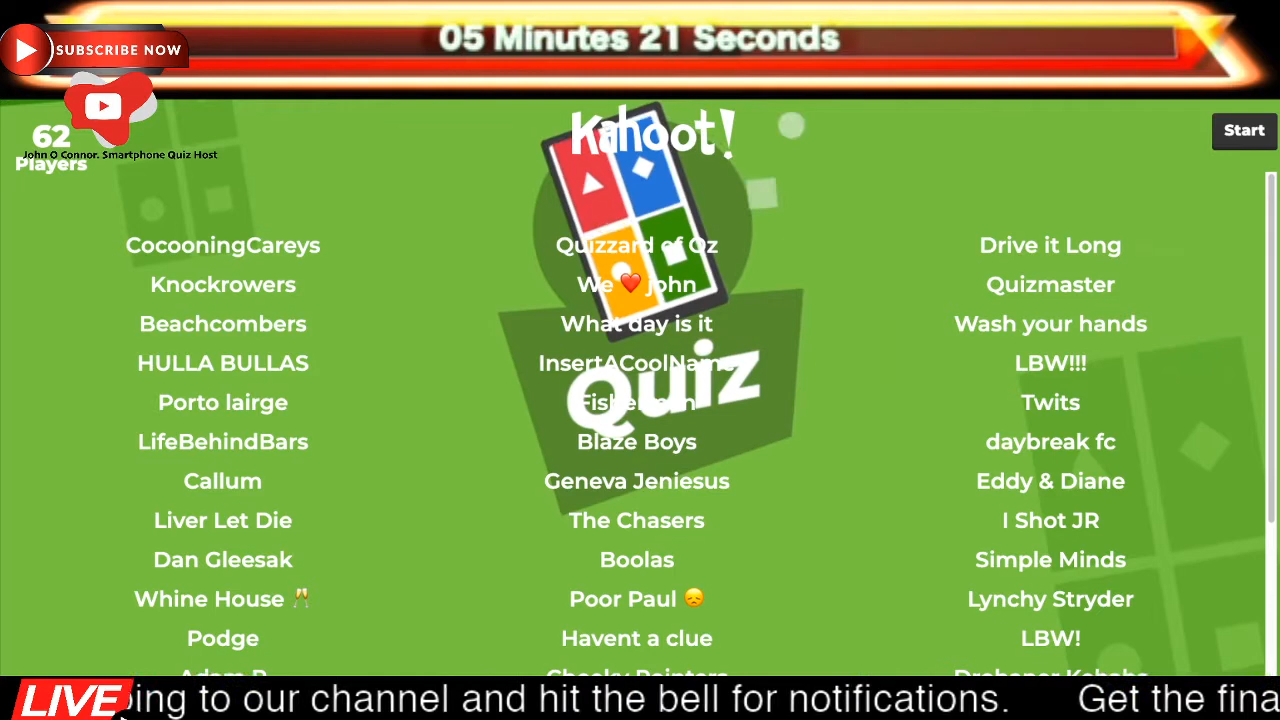 05 Minutes 21 Seconds
SUBSCRIBE NOW
Kahoot!
62
Players
John O Connor. Smartphone Quiz Host
Start
CocooningCareys Quizzard of Oz Drive it Long
Knockrowers We ❤️ John Quizmaster
Beachcombers What day is it Wash your hands
HULLA BULLAS InsertACoolName LBW!!!
Porto lairge Fisherman Twits
Quiz
LifeBehindBars Blaze Boys daybreak fc
Callum Geneva Jeniesus Eddy & Diane
Liver Let Die The Chasers I Shot JR
Dan Gleesak Boolas Simple Minds
Whine House 🥂 Poor Paul 😞 Lynchy Stryder
Podge Havent a clue LBW!
LIVE
ing to our channel and hit the bell for notifications. Get the fina